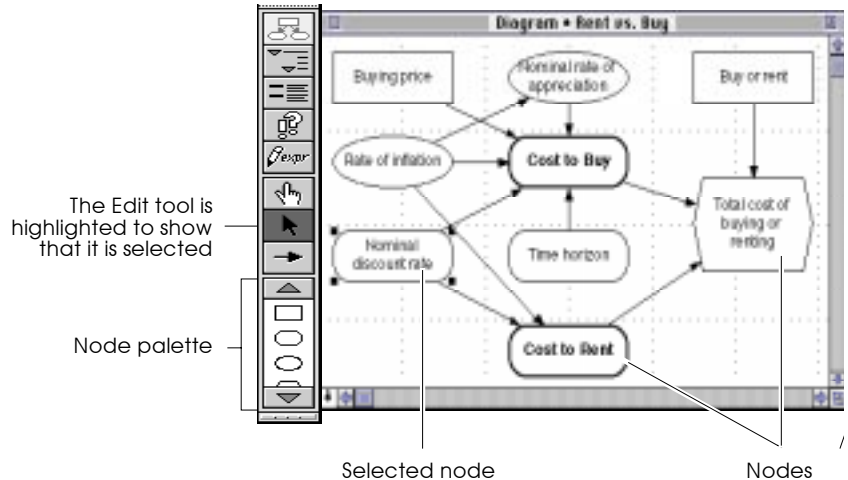 Diagram • Rent vs. Buy
Buying price
Nominal rate of
appreciation
Buy or rent
expr
Rate of inflation
Cost to Buy
The Edit tool is
highlighted to show
that it is selected
Total cost of
buying or
renting
Nominal
discount rate
Time horizon
Node palette
Cost to Rent
Selected node
Nodes